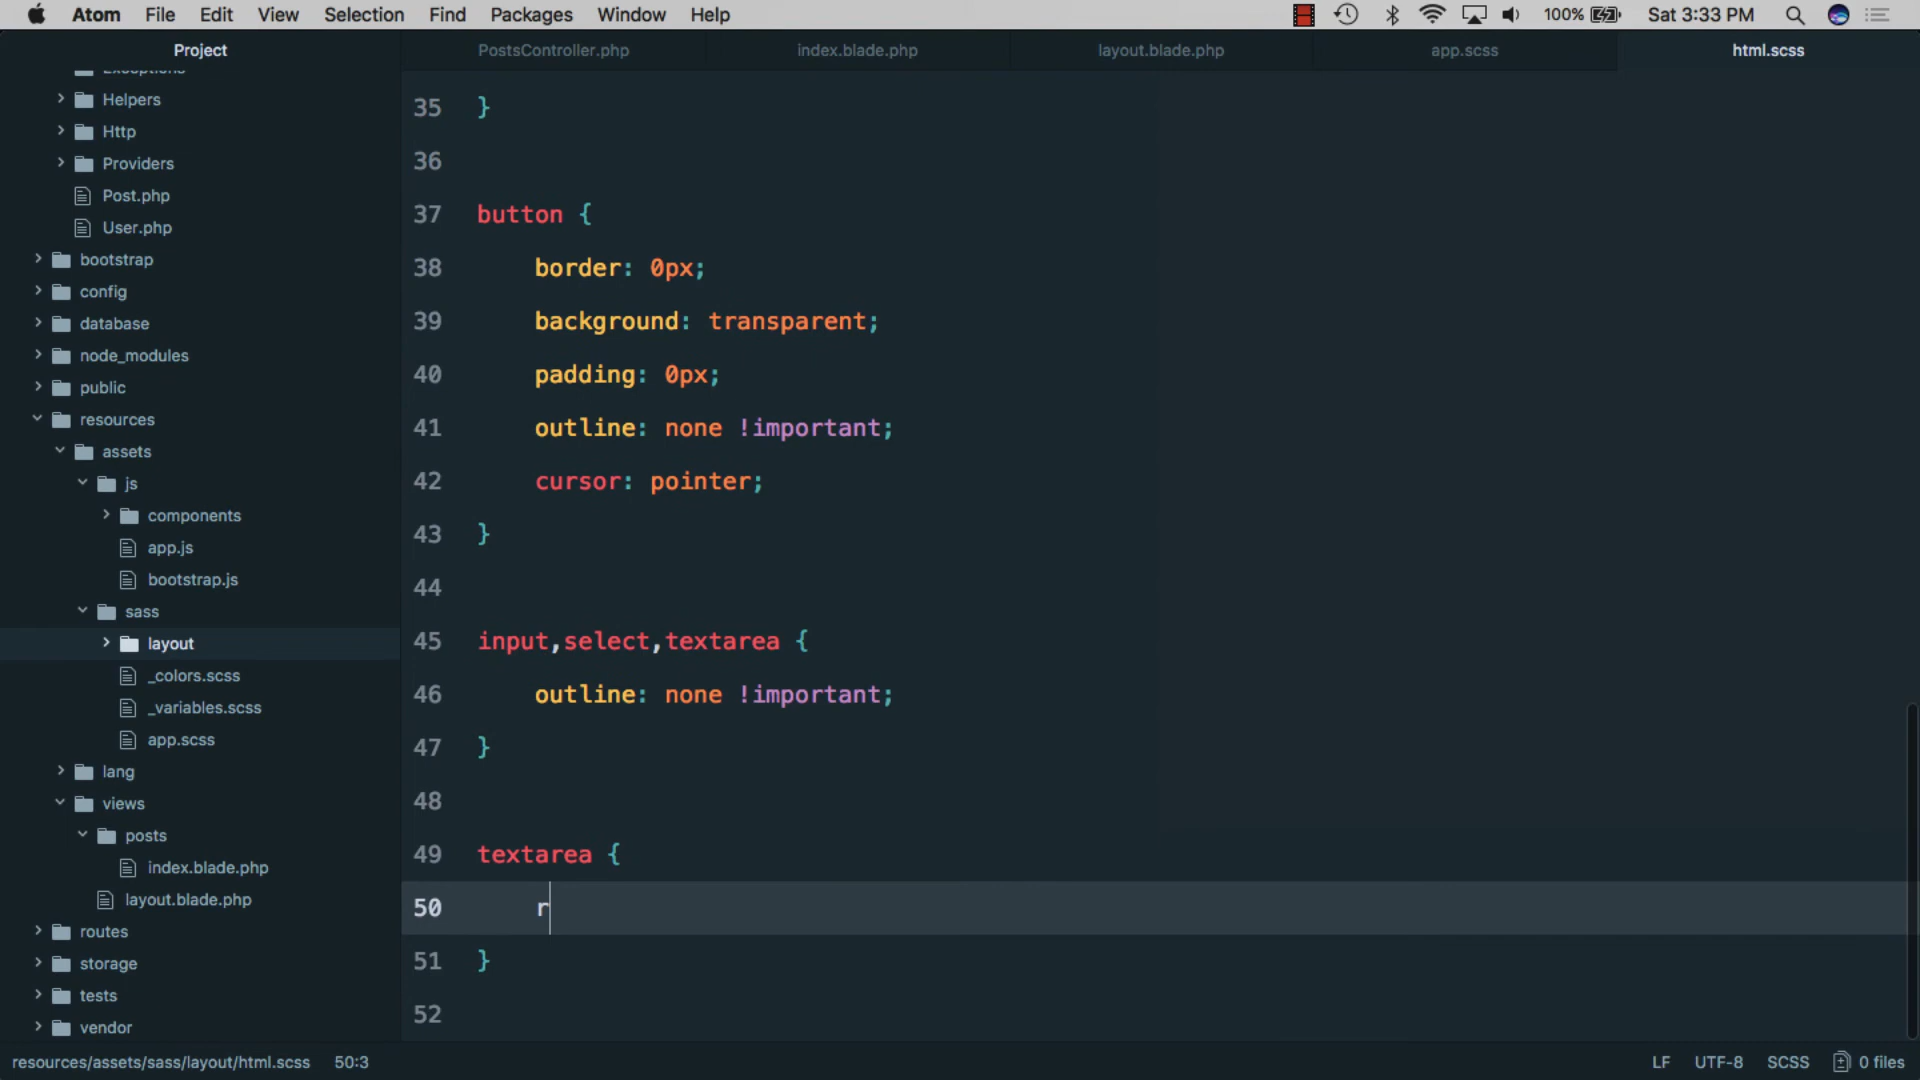 Atom File Edit View Selection Find Packages Window Help 100% Sat 3:33 PM
Project PostsController.php index.blade.php layout.blade.php app.scss html.scss
Exceptions
Helpers
Http
Providers
Post.php
User.php
bootstrap
config
database
node_modules
public
resources
assets
js
components
app.js
bootstrap.js
sass
layout
_colors.scss
_variables.scss
app.scss
lang
views
posts
index.blade.php
layout.blade.php
routes
storage
tests
vendor
35 }
36
37 button {
38 border: 0px;
39 background: transparent;
40 padding: 0px;
41 outline: none !important;
42 cursor: pointer;
43 }
44
45 input,select,textarea {
46 outline: none !important;
47 }
48
49 textarea {
50 r
51 }
52
resources/assets/sass/layout/html.scss 50:3 LF UTF-8 SCSS 0 files